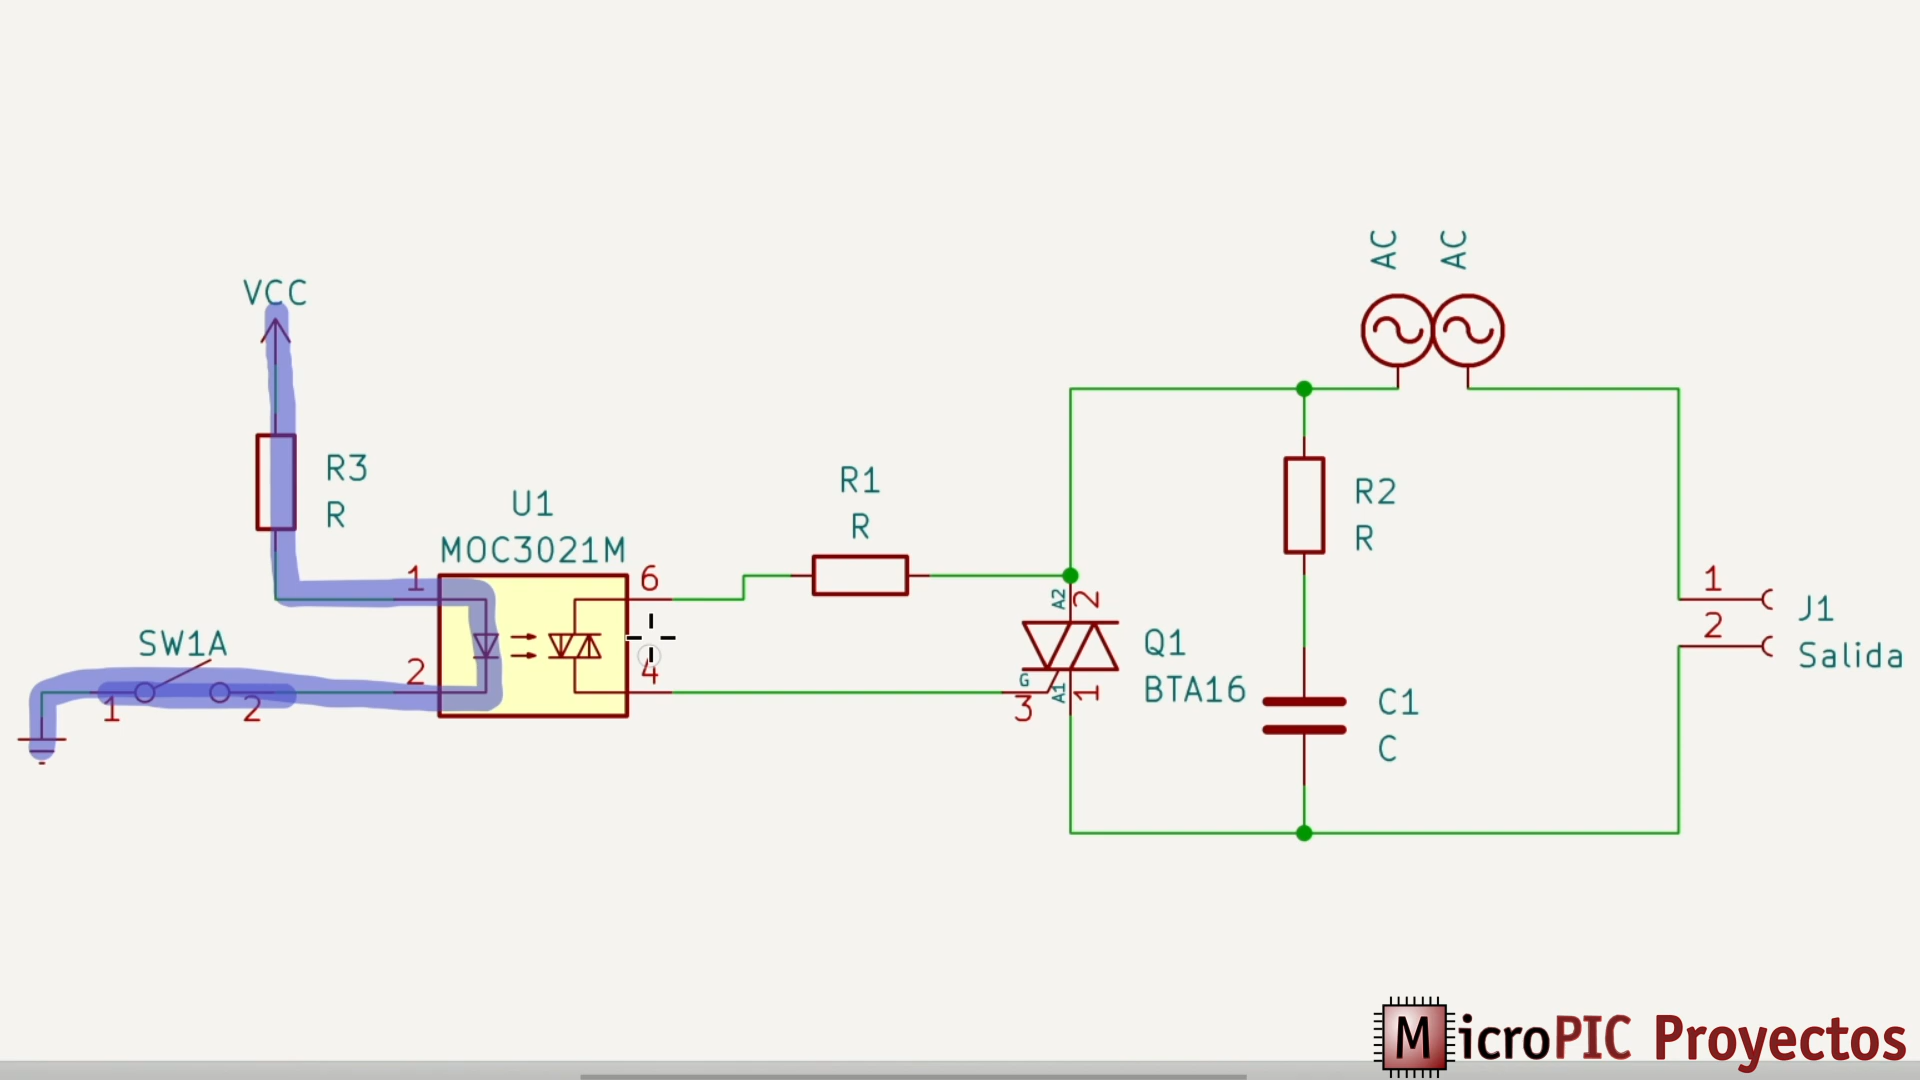 AC AC
VCC
R3
R
U1
MOC3021M
1
2
6
4
SW1A
1 2
R1
R
A2 2
G
3
A1 1
Q1
BTA16
R2
R
C1
C
1
2
J1
Salida
MicroPIC Proyectos